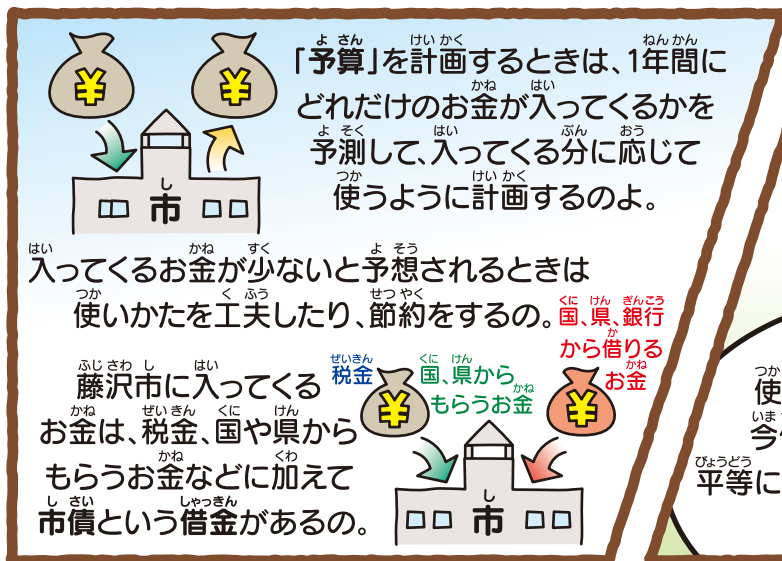 「予算」を計画するときは、1年間に
どれだけのお金が入ってくるかを
予測して、入ってくる分に応じて
使うように計画するのよ。
市
入ってくるお金が少ないと予想されるときは
使いかたを工夫したり、節約をするの。
藤沢市に入ってくる
お金は、税金、国や県から
もらうお金などに加えて
市債という借金があるの。
税金
国、県から
もらうお金
国、県、銀行
から借りる
お金
市
使
今
平等に